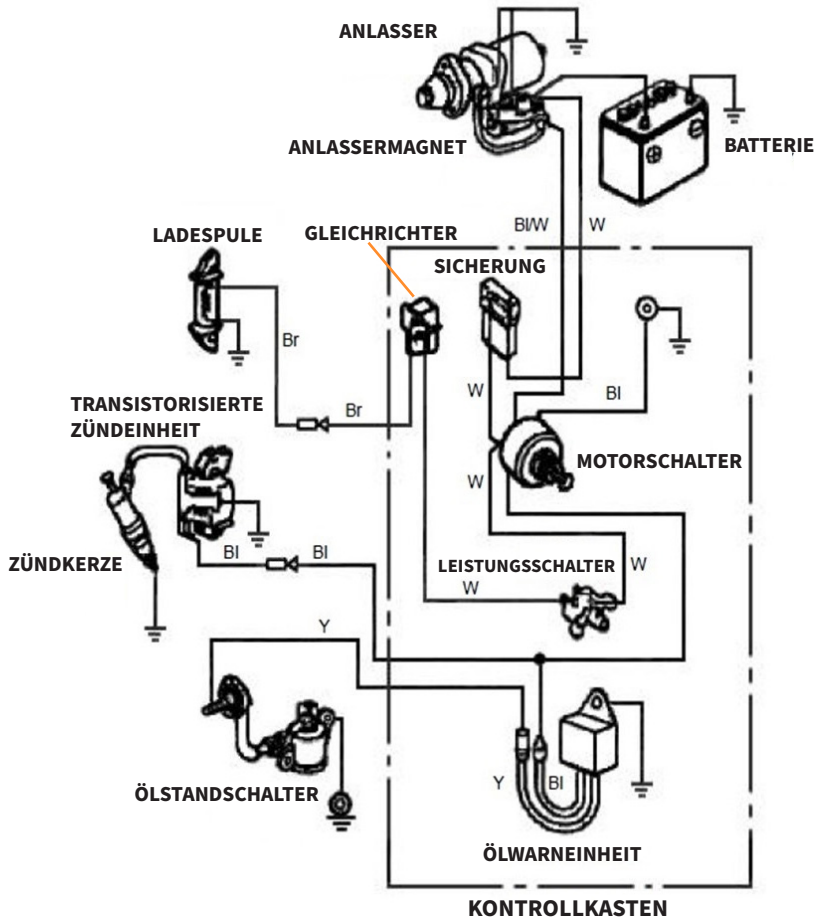 ANLASSER
ANLASSERMAGNET
BATTERIE
Bl/W
W
LADESPULE
GLEICHRICHTER
SICHERUNG
Br
W
Bl
TRANSISTORISIERTE
ZÜNDEINHEIT
Br
MOTORSCHALTER
W
ZÜNDKERZE
Bl
Bl
LEISTUNGSSCHALTER
W
W
Y
ÖLSTANDSCHALTER
Y
Bl
ÖLWARNEINHEIT
KONTROLLKASTEN